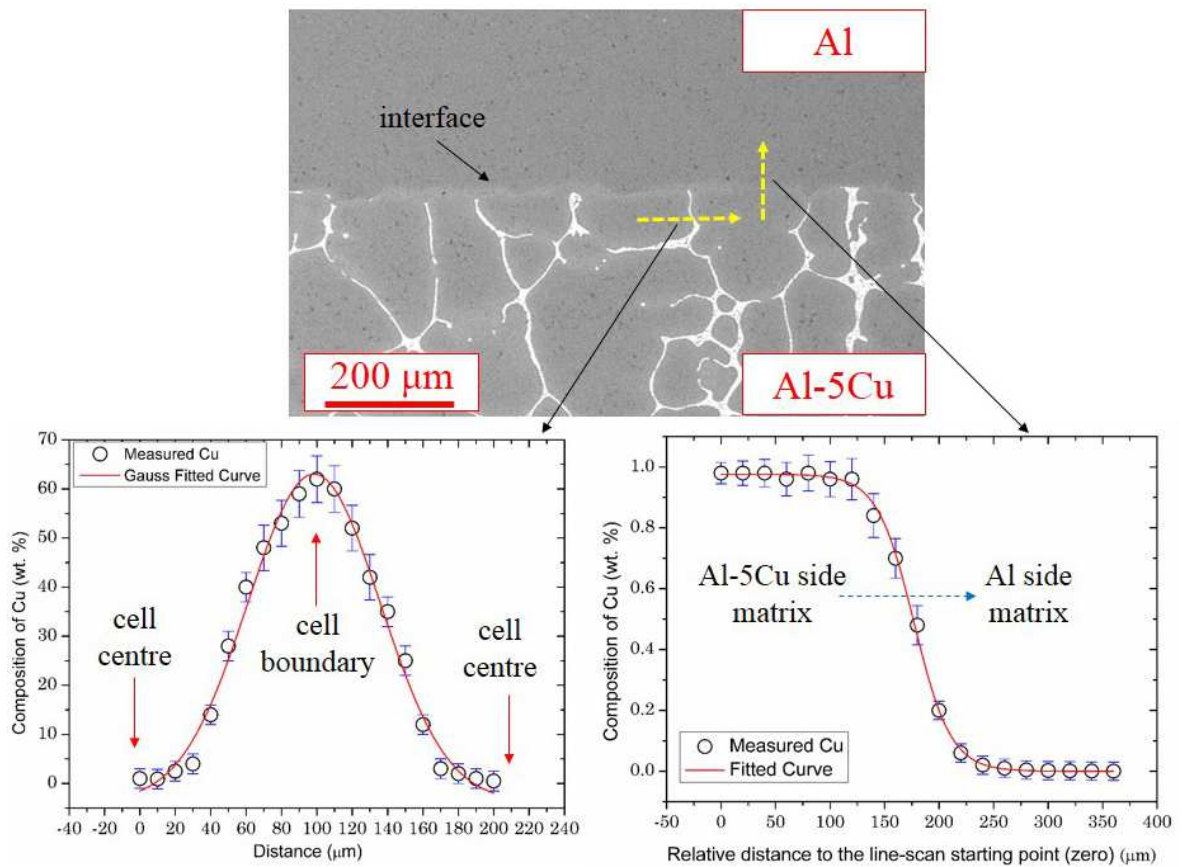 Al
interface
200 μm
Al-5Cu
Measured Cu
Gauss Fitted Curve
Composition of Cu (wt. %)
70
60
50
40
30
20
10
0
cell
centre
cell
boundary
cell
centre
-40 -20 0 20 40 60 80 100 120 140 160 180 200 220 240
Distance (μm)
Composition of Cu (wt. %)
1.0
0.8
0.6
0.4
0.2
0.0
Al-5Cu side
matrix
Al side
matrix
Measured Cu
Fitted Curve
-50 0 50 100 150 200 250 300 350 400
Relative distance to the line-scan starting point (zero) (μm)